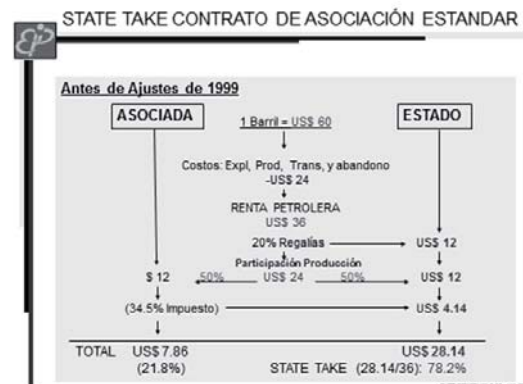 STATE TAKE CONTRATO DE ASOCIACIÓN ESTANDAR
Antes de Ajustes de 1999
ASOCIADA 1 Barril = US$ 60 ESTADO
Costos: Expl, Prod, Trans, y abandono
-US$ 24
RENTA PETROLERA
US$ 36
20% Regalías US$ 12
Participación Producción
$ 12 50% US$ 24 50% US$ 12
(34.5% Impuesto) US$ 4.14
TOTAL US$ 7.86 US$ 28.14
(21.8%) STATE TAKE (28.14/36): 78.2%